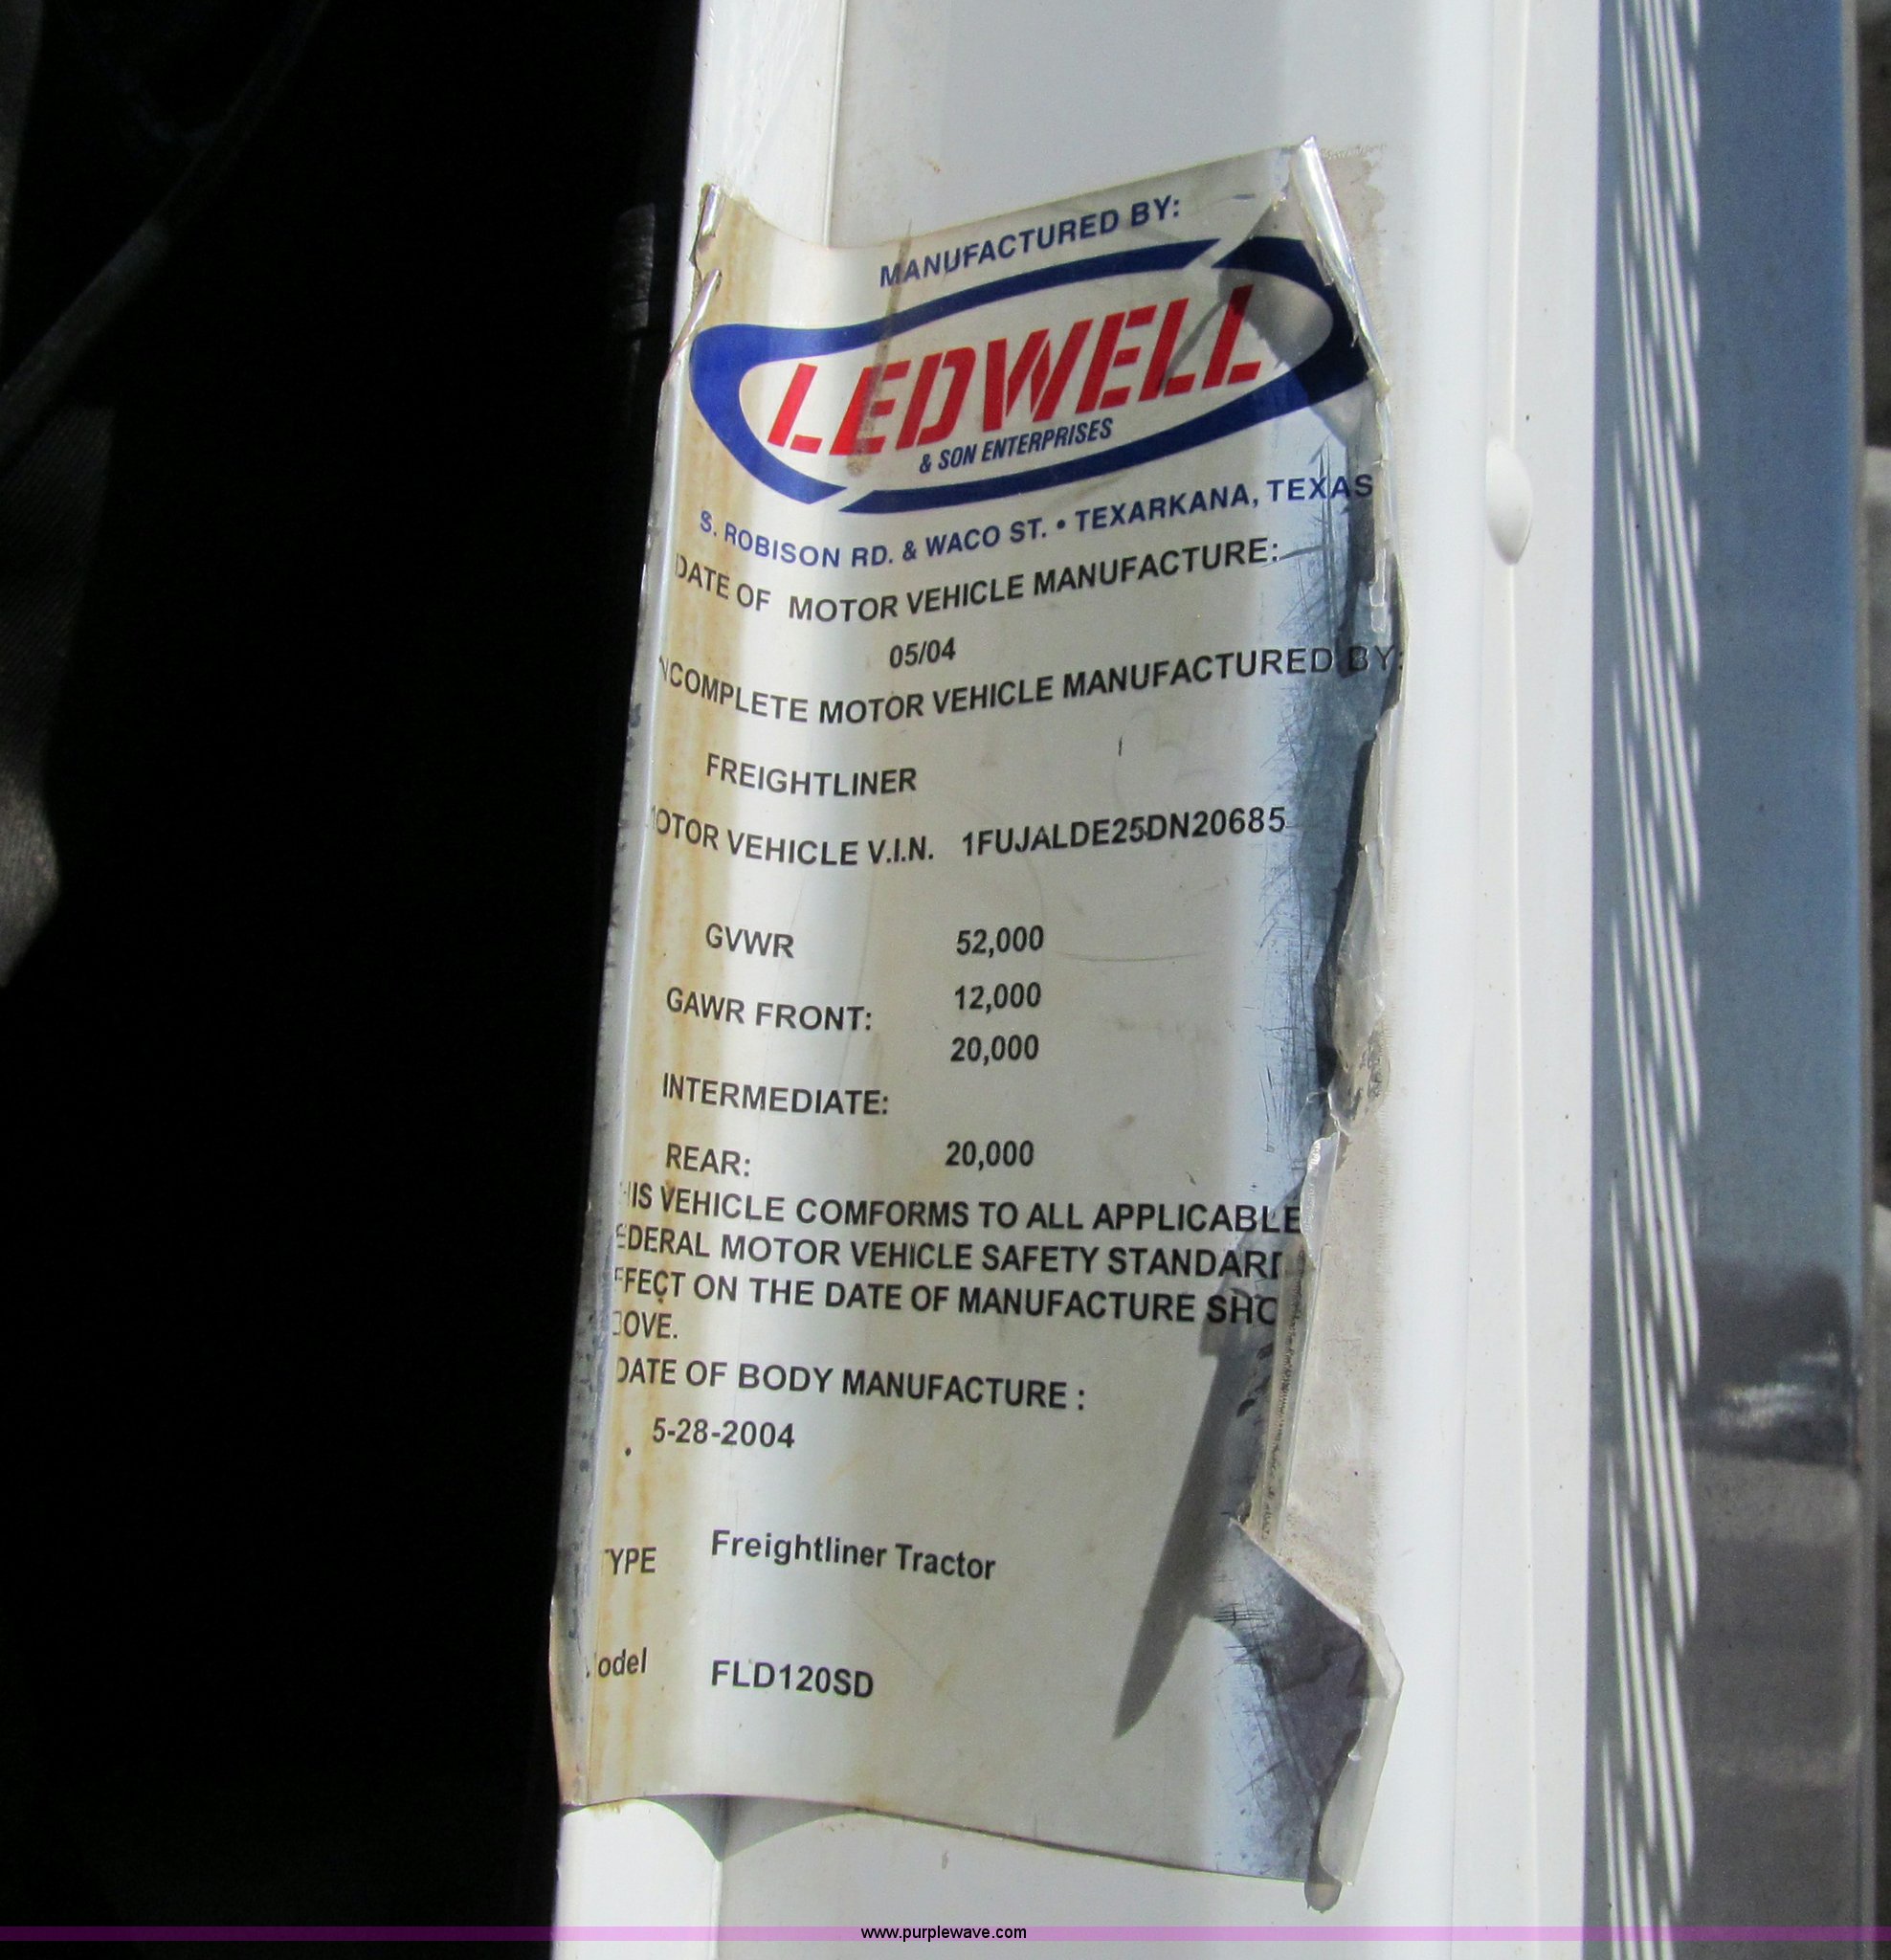 MANUFACTURED BY:
LEDWELL
& SON ENTERPRISES
S. ROBISON RD. & WACO ST. • TEXARKANA, TEXAS
DATE OF MOTOR VEHICLE MANUFACTURE:
05/04
NCOMPLETE MOTOR VEHICLE MANUFACTURED BY:
FREIGHTLINER
MOTOR VEHICLE V.I.N. 1FUJALDE25DN20685
GVWR 52,000
GAWR FRONT: 12,000
20,000
INTERMEDIATE:
REAR: 20,000
HIS VEHICLE COMFORMS TO ALL APPLICABLE
EDERAL MOTOR VEHICLE SAFETY STANDARD
FFECT ON THE DATE OF MANUFACTURE SHO
BOVE.
DATE OF BODY MANUFACTURE :
5-28-2004
TYPE Freightliner Tractor
odel FLD120SD
www.purplewave.com